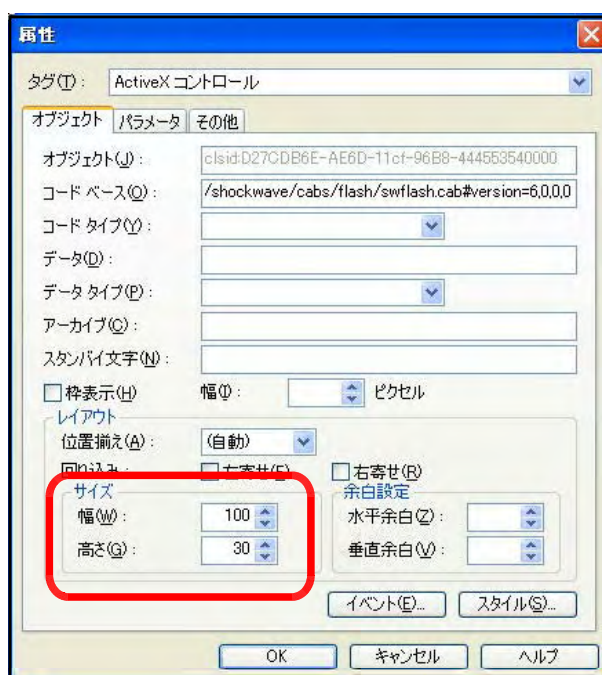 属性
タグ(T): ActiveX コントロール
オブジェクト パラメータ その他
オブジェクト(J): clsid:D27CDB6E-AE6D-11cf-96B8-444553540000
コード ベース(O): /shockwave/cabs/flash/swflash.cab#version=6,0,0,0
コード タイプ(Y):
データ(D):
データ タイプ(P):
アーカイブ(C):
スタンバイ文字(N):
枠表示(H) 幅(I): ピクセル
レイアウト
位置揃え(A): (自動)
回り込み: 左寄せ(F) 右寄せ(R)
サイズ 余白設定
幅(W): 100 水平余白(Z):
高さ(G): 30 垂直余白(V):
イベント(E)... スタイル(S)...
OK キャンセル ヘルプ